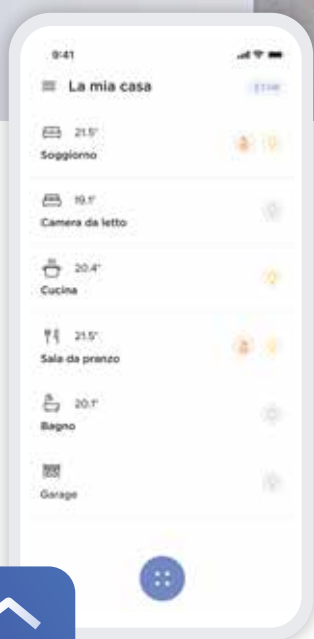 9:41
La mia casa
21.5°
Soggiorno
19.1°
Camera da letto
20.4°
Cucina
21.5°
Sala da pranzo
20.1°
Bagno
Garage